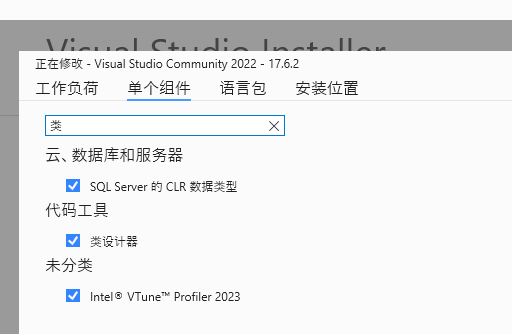 Visual Studio Installer
正在修改 - Visual Studio Community 2022 - 17.6.2
工作负荷 单个组件 语言包 安装位置
类
云、数据库和服务器
SQL Server 的 CLR 数据类型
代码工具
类设计器
未分类
Intel® VTune™ Profiler 2023